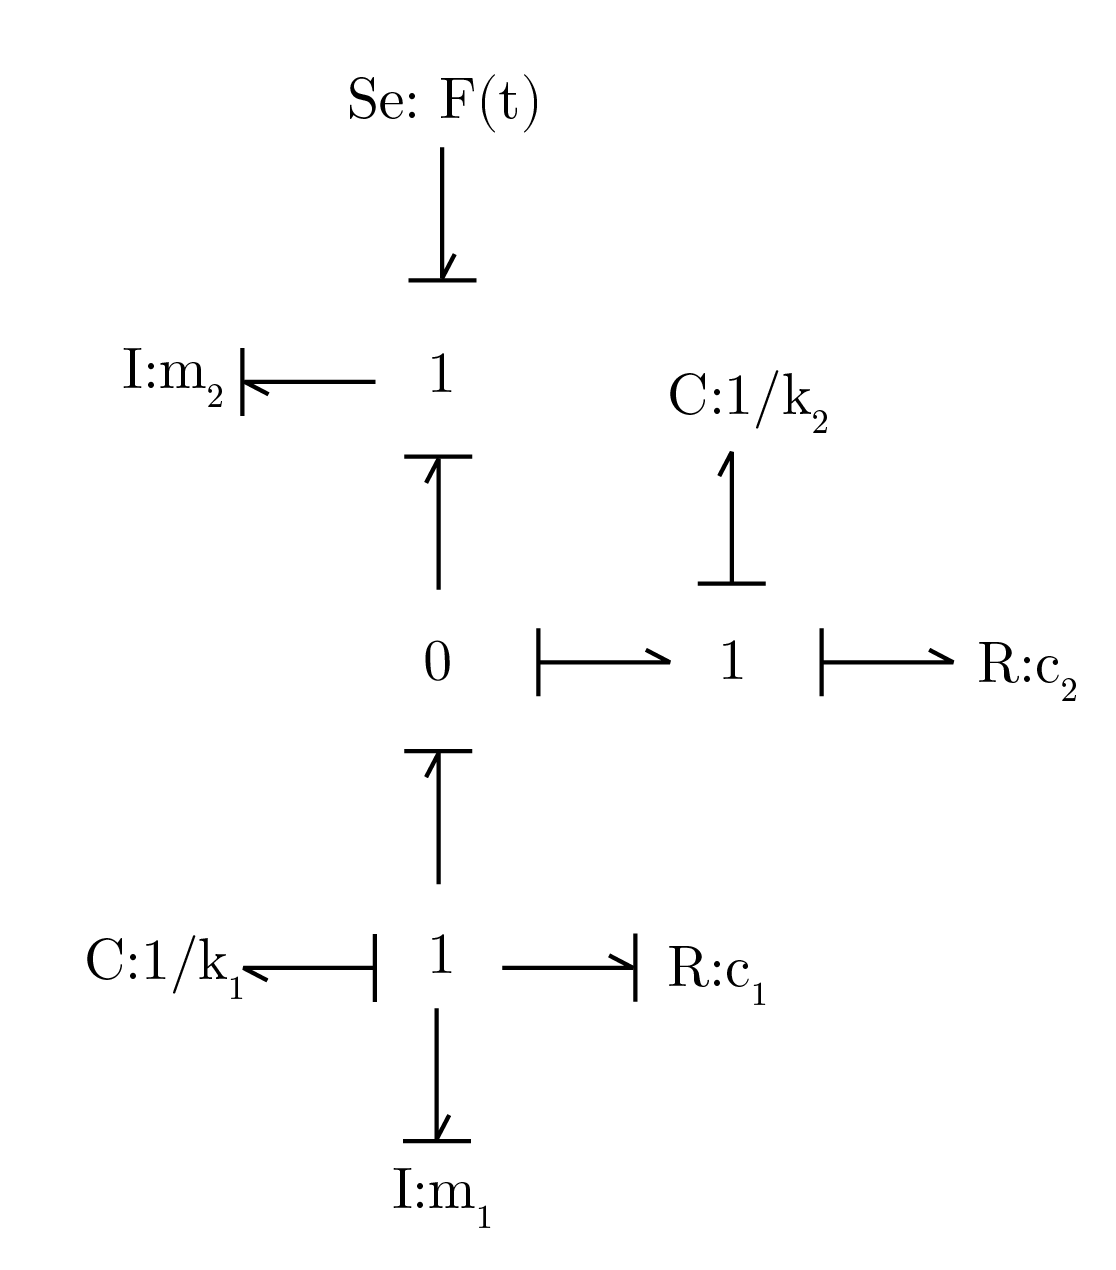 Se: F(t)
I:m₂
1
C:1/k₂
0
1
R:c₂
C:1/k₁
1
R:c₁
I:m₁